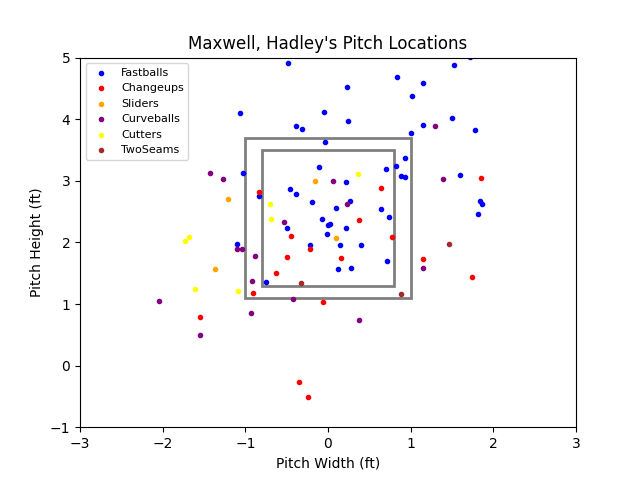 Maxwell, Hadley's Pitch Locations
Fastballs
Changeups
Sliders
Curveballs
Cutters
TwoSeams
5
4
3
2
1
0
−1
Pitch Height (ft)
−3 −2 −1 0 1 2 3
Pitch Width (ft)